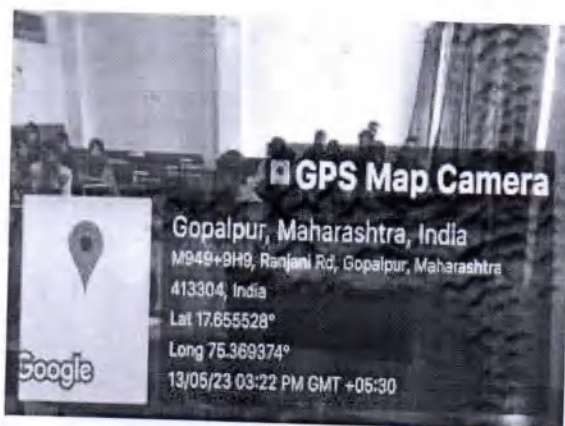 GPS Map Camera
Gopalpur, Maharashtra, India
M949+9H9, Ranjani Rd, Gopalpur, Maharashtra
413304, India
Lat 17.655528°
Long 75.369374°
13/05/23 03:22 PM GMT +05:30
Google